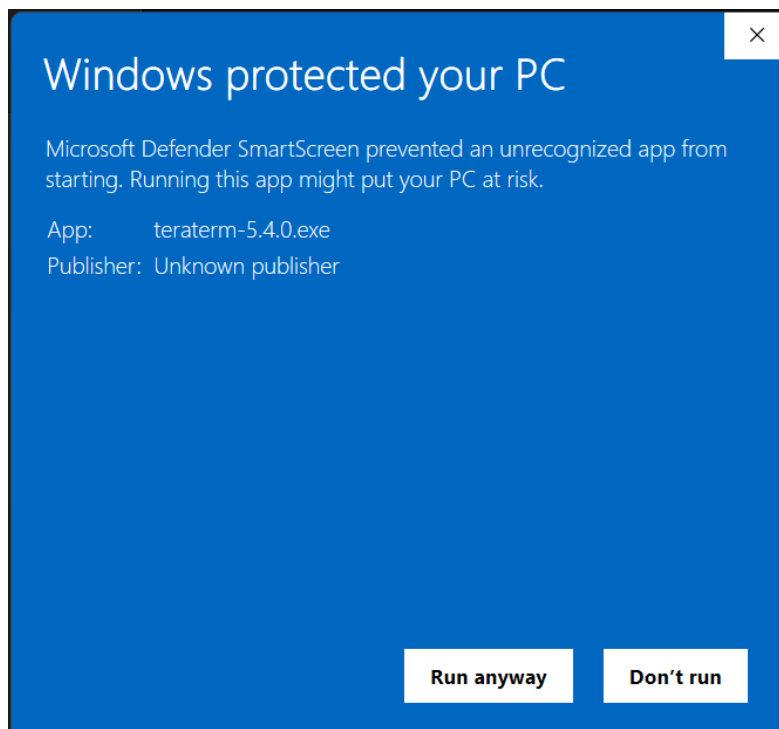 Windows protected your PC
Microsoft Defender SmartScreen prevented an unrecognized app from
starting. Running this app might put your PC at risk.
App: teraterm-5.4.0.exe
Publisher: Unknown publisher
Run anyway Don’t run